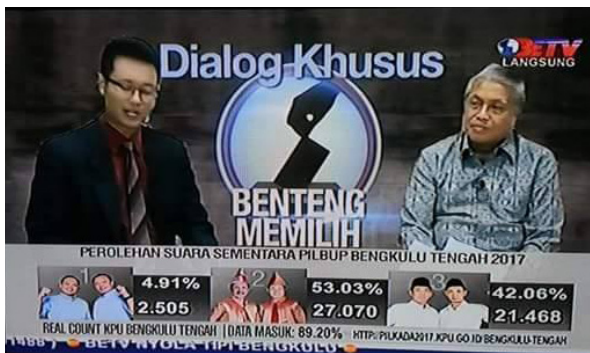 Dialog Khusus
BETV
LANGSUNG
BENTENG
MEMILIH
PEROLEHAN SUARA SEMENTARA PILBUP BENGKULU TENGAH 2017
1
4.91%
2.505
2
53.03%
27.070
3
42.06%
21.468
REAL COUNT KPU BENGKULU TENGAH | DATA MASUK: 89.20%
HTTP: PILKADA2017.KPU.GO.ID/BENGKULU-TENGAH
BETV NYOLA TIPI BENGKULU